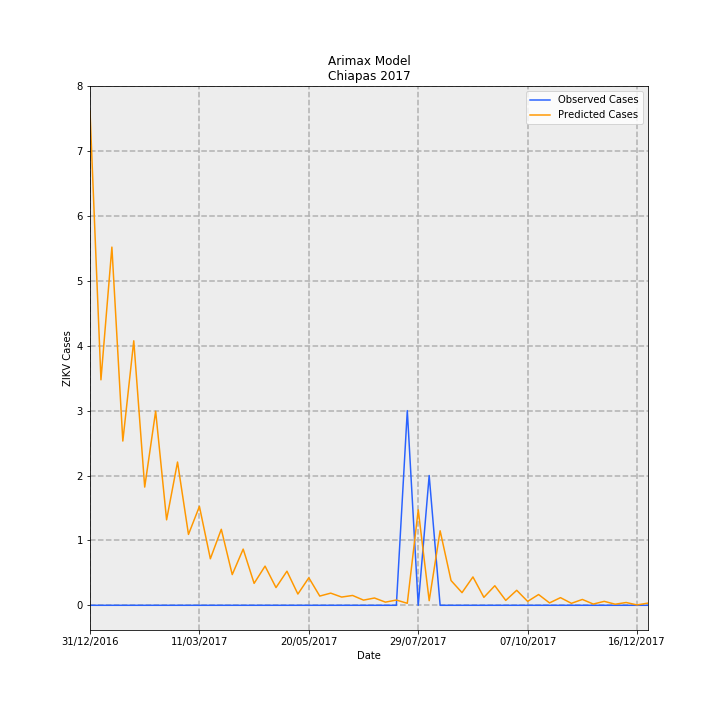 Arimax Model
Chiapas 2017
Observed Cases
Predicted Cases
8
7
6
5
4
3
2
1
0
ZIKV Cases
31/12/2016 11/03/2017 20/05/2017 29/07/2017 07/10/2017 16/12/2017
Date